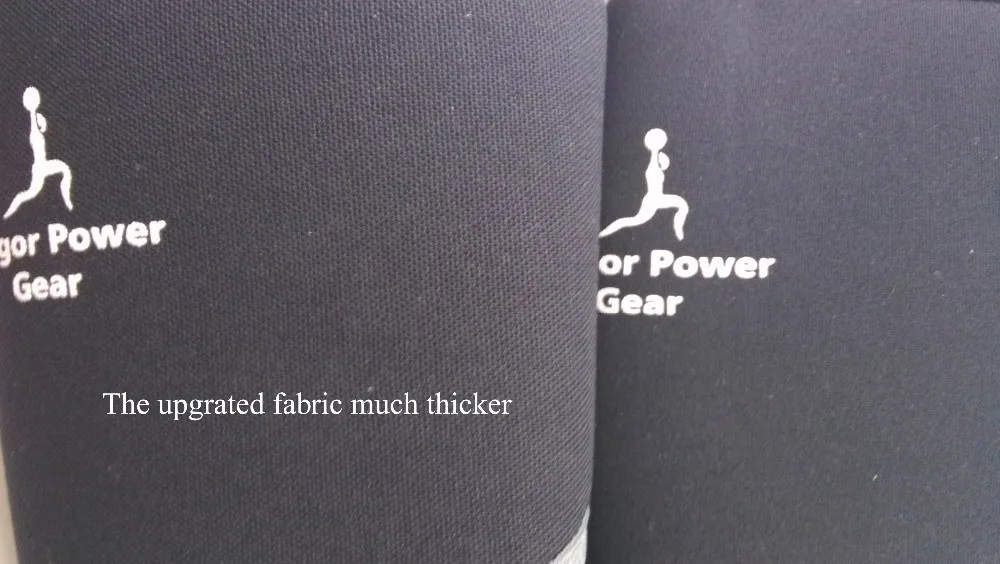 gor Power
Gear
or Power
Gear
The upgrated fabric much thicker